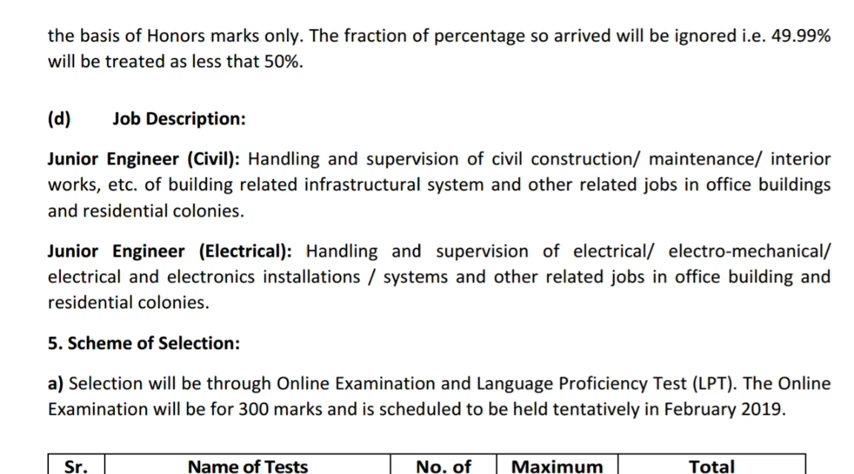 the basis of Honors marks only. The fraction of percentage so arrived will be ignored i.e. 49.99%
will be treated as less that 50%.
(d) Job Description:
Junior Engineer (Civil): Handling and supervision of civil construction/ maintenance/ interior
works, etc. of building related infrastructural system and other related jobs in office buildings
and residential colonies.
Junior Engineer (Electrical): Handling and supervision of electrical/ electro-mechanical/
electrical and electronics installations / systems and other related jobs in office building and
residential colonies.
5. Scheme of Selection:
a) Selection will be through Online Examination and Language Proficiency Test (LPT). The Online
Examination will be for 300 marks and is scheduled to be held tentatively in February 2019.
Sr. Name of Tests No. of Maximum Total